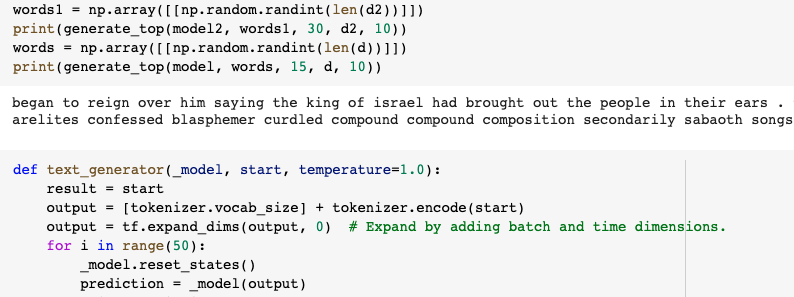 words1 = np.array([[np.random.randint(len(d2))]])
print(generate_top(model2, words1, 30, d2, 10))
words = np.array([[np.random.randint(len(d))]])
print(generate_top(model, words, 15, d, 10))
began to reign over him saying the king of israel had brought out the people in their ears .
arelites confessed blasphemer curdled compound compound composition secondarily sabaoth songs
def text_generator(_model, start, temperature=1.0):
    result = start
    output = [tokenizer.vocab_size] + tokenizer.encode(start)
    output = tf.expand_dims(output, 0)  # Expand by adding batch and time dimensions.
    for i in range(50):
        _model.reset_states()
        prediction = _model(output)